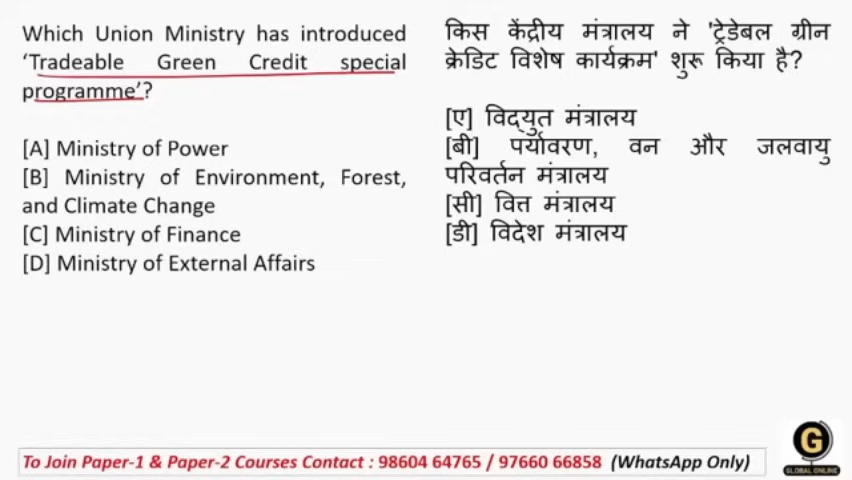 Which Union Ministry has introduced
‘Tradeable Green Credit special
programme’?
[A] Ministry of Power
[B] Ministry of Environment, Forest,
and Climate Change
[C] Ministry of Finance
[D] Ministry of External Affairs
किस केंद्रीय मंत्रालय ने 'ट्रेडेबल ग्रीन
क्रेडिट विशेष कार्यक्रम' शुरू किया है?
[ए] विद्युत मंत्रालय
[बी] पर्यावरण, वन और जलवायु
परिवर्तन मंत्रालय
[सी] वित्त मंत्रालय
[डी] विदेश मंत्रालय
To Join Paper-1 & Paper-2 Courses Contact : 98604 64765 / 97660 66858 (WhatsApp Only)
G
GLOBAL ONLINE